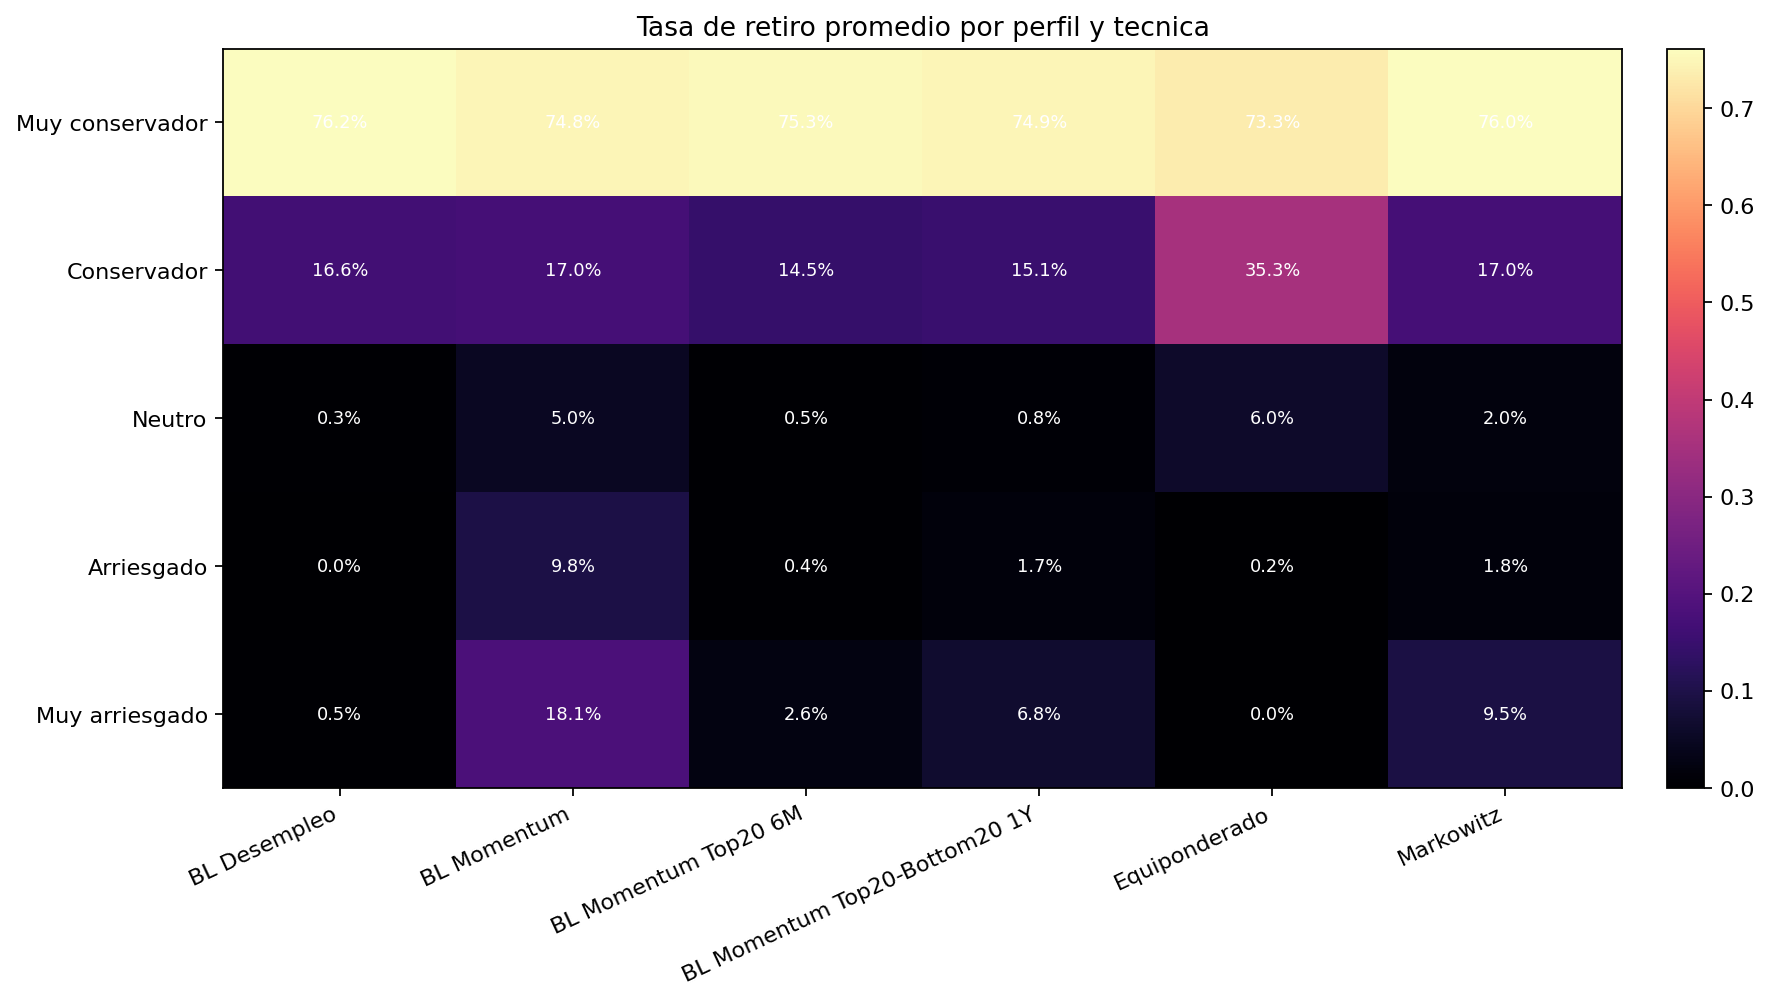 Tasa de retiro promedio por perfil y tecnica
Muy conservador 76.2% 74.8% 75.3% 74.9% 73.3% 76.0%
Conservador 16.6% 17.0% 14.5% 15.1% 35.3% 17.0%
Neutro 0.3% 5.0% 0.5% 0.8% 6.0% 2.0%
Arriesgado 0.0% 9.8% 0.4% 1.7% 0.2% 1.8%
Muy arriesgado 0.5% 18.1% 2.6% 6.8% 0.0% 9.5%
BL Desempleo
BL Momentum
BL Momentum Top20 6M
BL Momentum Top20-Bottom20 1Y
Equiponderado
Markowitz
0.7
0.6
0.5
0.4
0.3
0.2
0.1
0.0